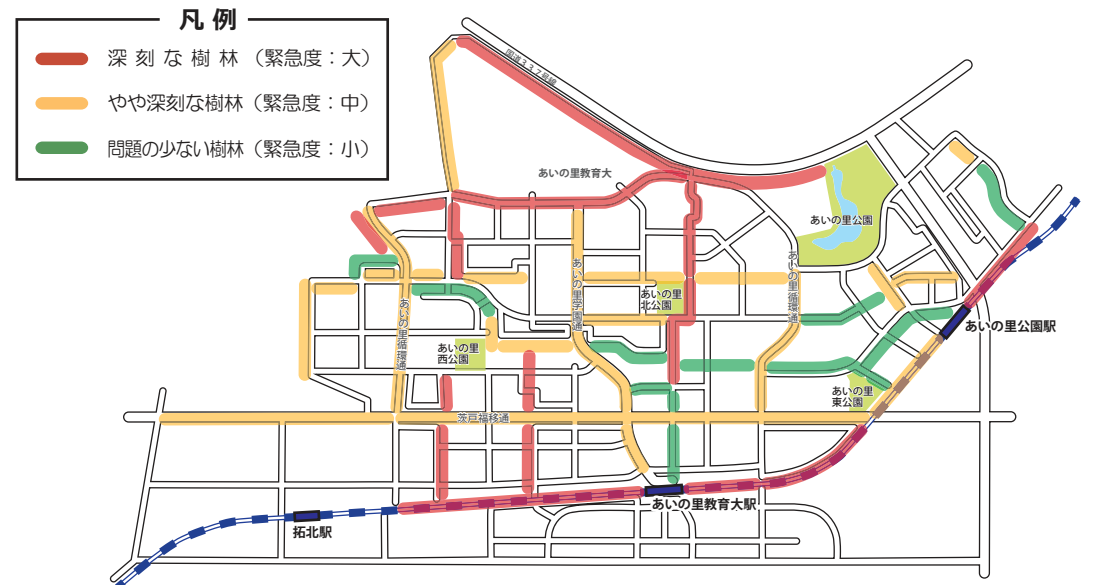 凡 例
深 刻 な 樹 林 （緊急度：大）
やや深刻な樹林（緊急度：中）
問題の少ない樹林（緊急度：小）
国道３３７号線
あいの里教育大
あいの里公園
あいの里循環通
あいの里学園通
あいの里
北公園
あいの里循環通
あいの里
西公園
あいの里公園駅
あいの里
東公園
茨戸福移通
あいの里教育大駅
拓北駅